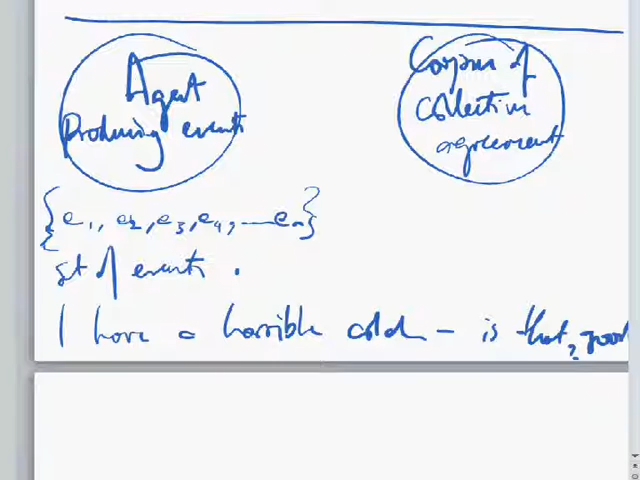 Agent
Producing events
Corpus of
collective
agreement
{e1, e2, e3, e4, ...en}
set of events.
I have a horrible cold - is that good